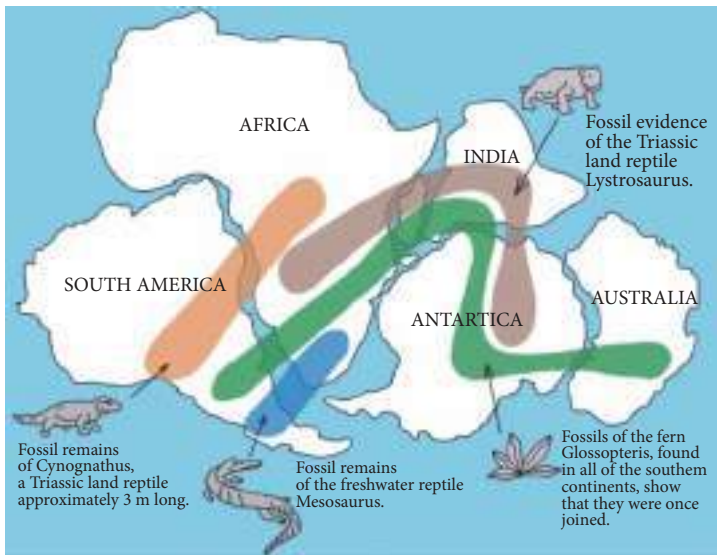 AFRICA
INDIA
Fossil evidence
of the Triassic
land reptile
Lystrosaurus.
SOUTH AMERICA
ANTARTICA
AUSTRALIA
Fossil remains
of Cynognathus,
a Triassic land reptile
approximately 3 m long.
Fossil remains
of the freshwater reptile
Mesosaurus.
Fossils of the fern
Glossopteris, found
in all of the southem
continents, show
that they were once
joined.